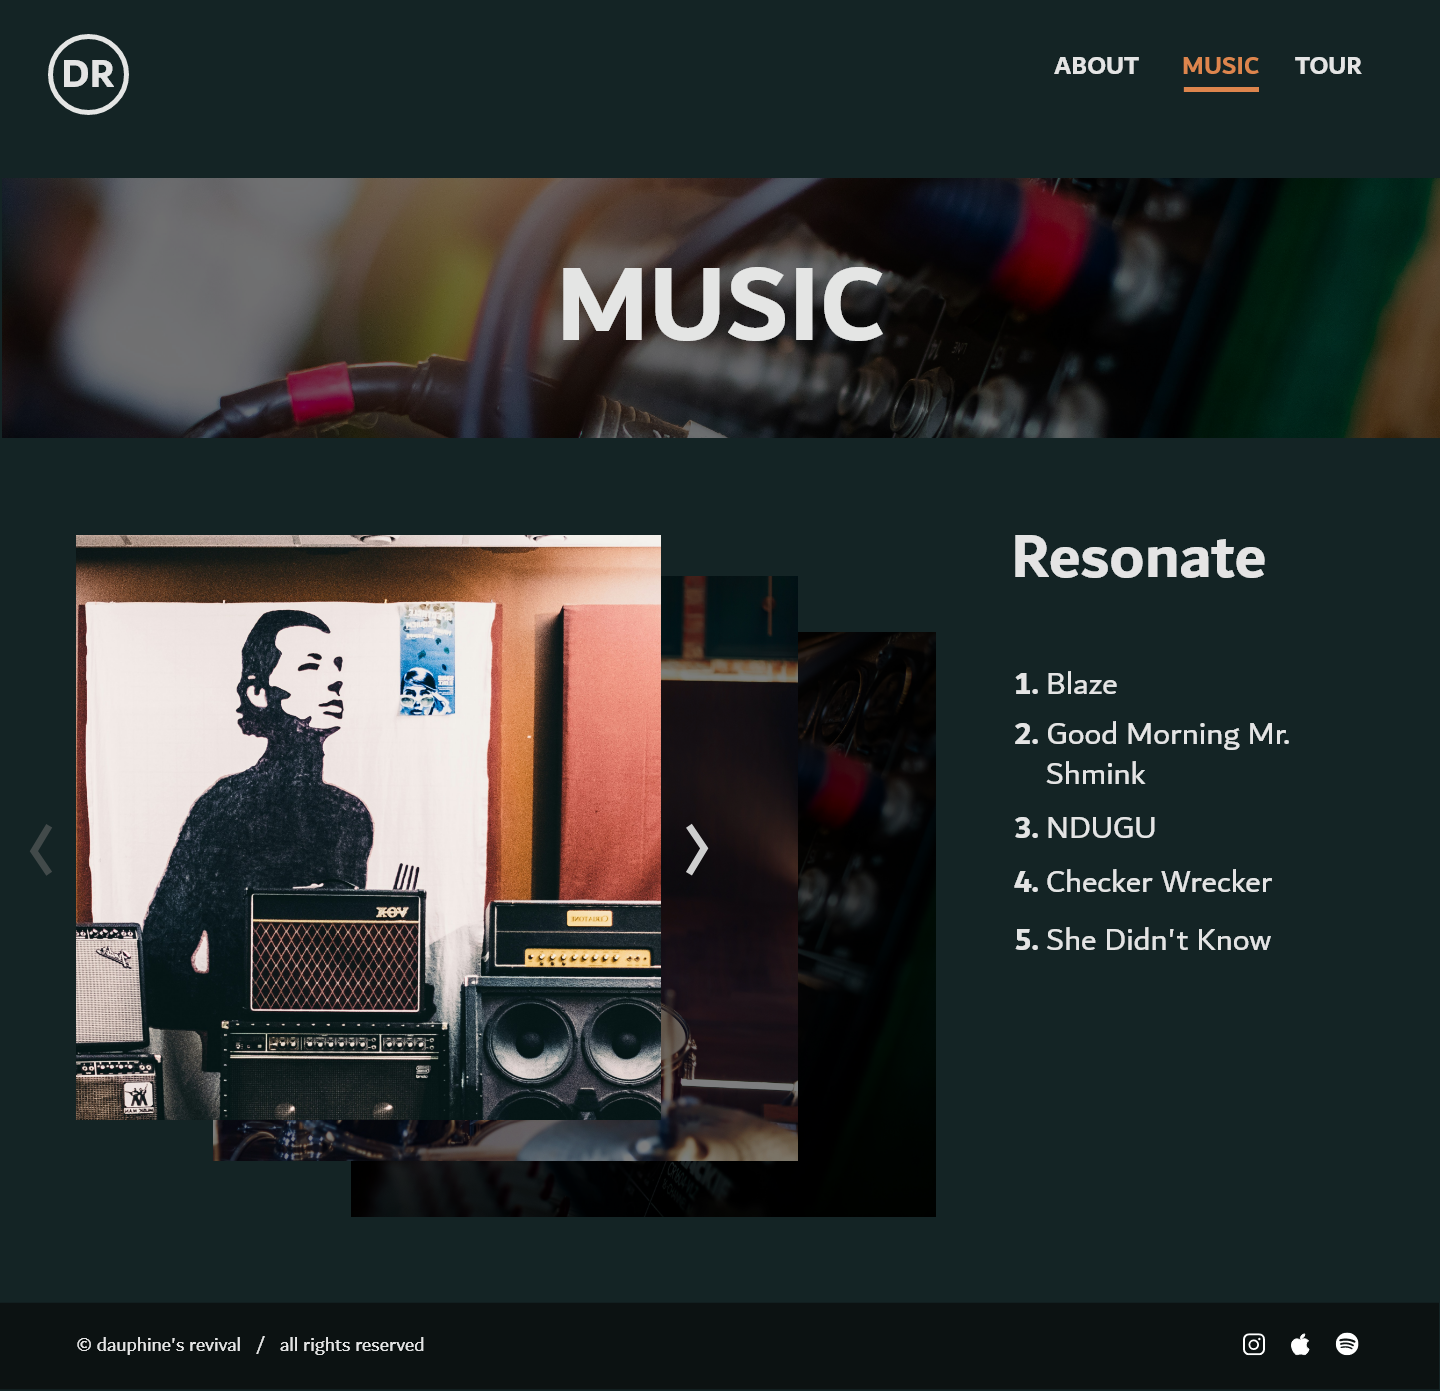 DR
ABOUT MUSIC TOUR
MUSIC
Resonate
1. Blaze
2. Good Morning Mr.
Shmink
3. NDUGU
4. Checker Wrecker
5. She Didn't Know
© dauphine's revival / all rights reserved